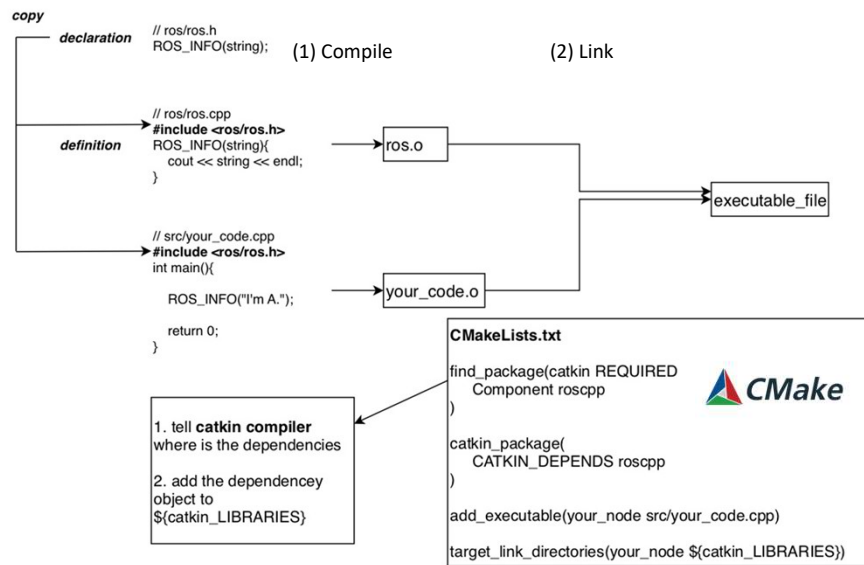 copy
declaration
// ros/ros.h
ROS_INFO(string);
(1) Compile
(2) Link
// ros/ros.cpp
#include <ros/ros.h>
definition
ROS_INFO(string){
cout << string << endl;
}
ros.o
executable_file
// src/your_code.cpp
#include <ros/ros.h>
int main(){
ROS_INFO("I'm A.");
return 0;
}
your_code.o
CMakeLists.txt
find_package(catkin REQUIRED
Component roscpp
)
catkin_package(
CATKIN_DEPENDS roscpp
)
add_executable(your_node src/your_code.cpp)
target_link_directories(your_node ${catkin_LIBRARIES})
CMake
1. tell catkin compiler
where is the dependencies
2. add the dependencey
object to
${catkin_LIBRARIES}